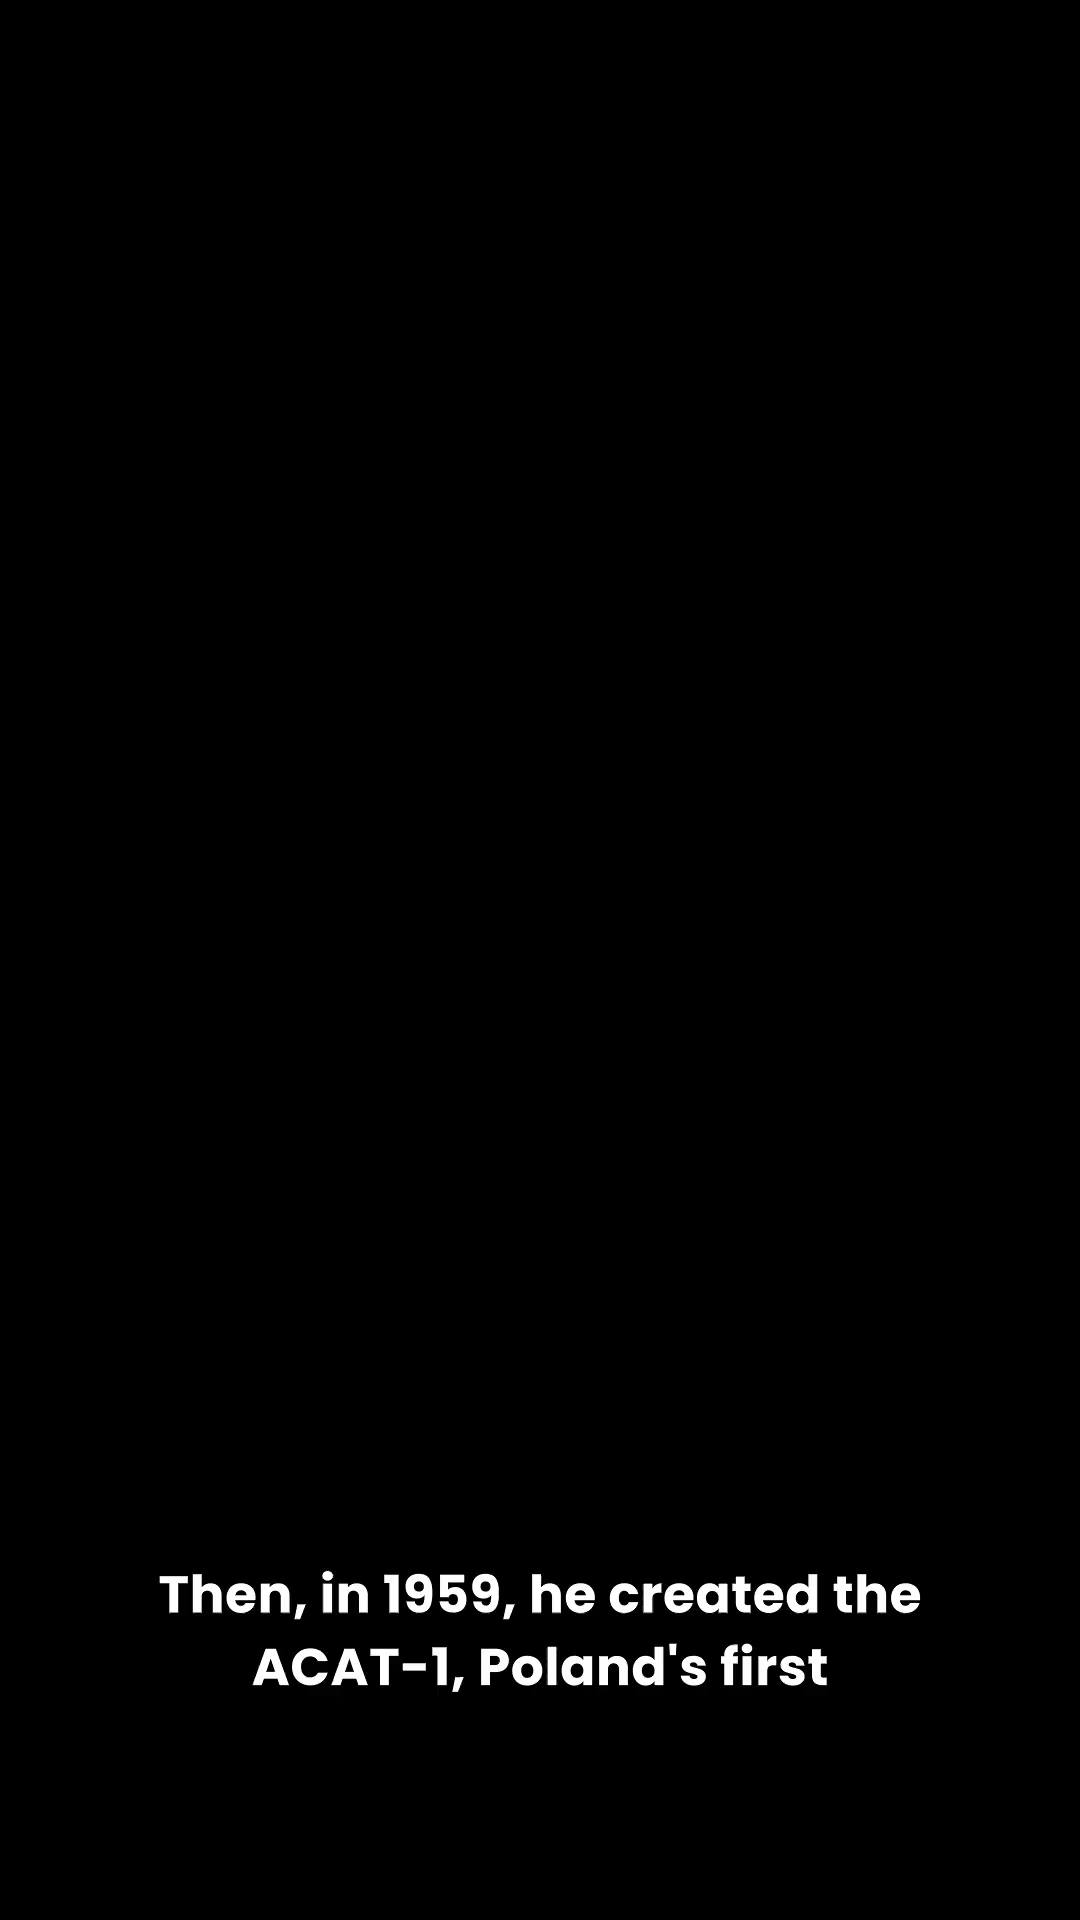 Then, in 1959, he created the
ACAT-1, Poland's first